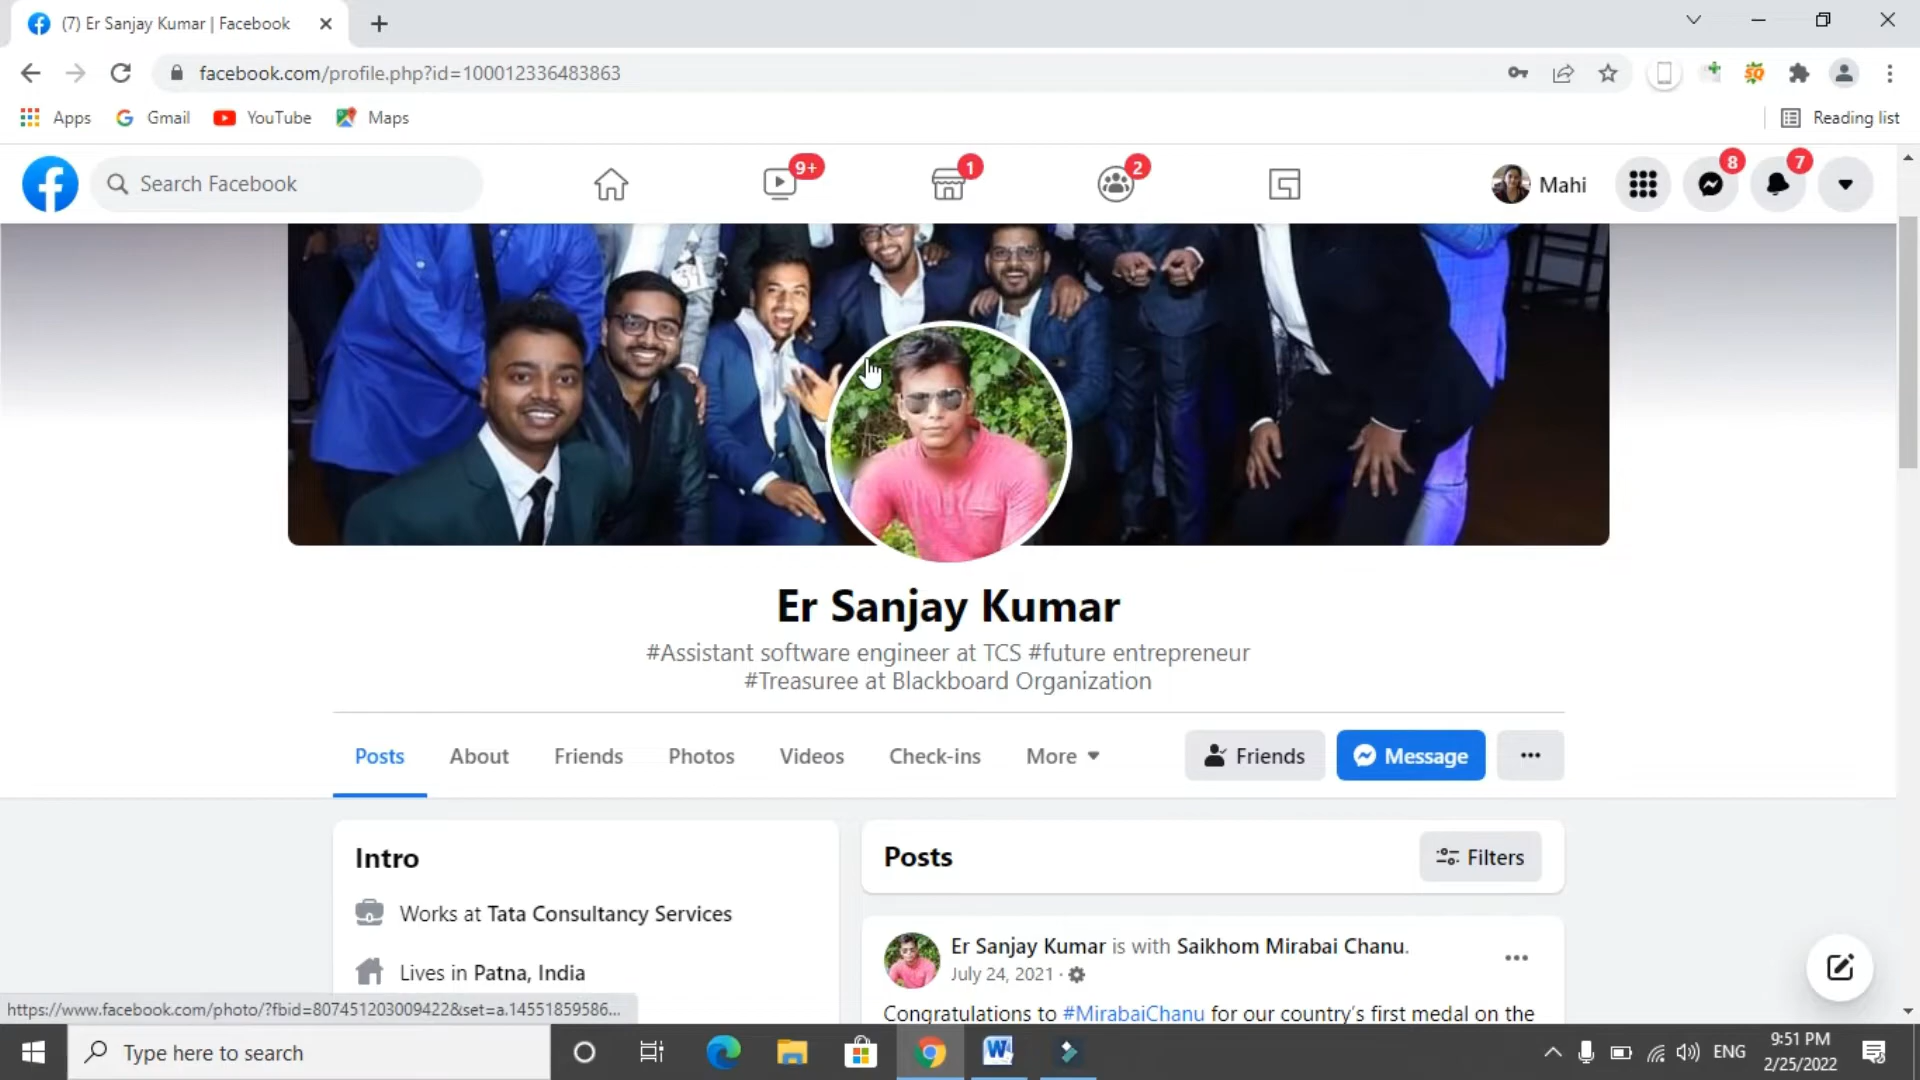 (7) Er Sanjay Kumar | Facebook
facebook.com/profile.php?id=100012336483863
SQ
Apps Gmail YouTube Maps Reading list
Search Facebook 9+ 1 2 Mahi 8 7
Er Sanjay Kumar
#Assistant software engineer at TCS #future entrepreneur
#Treasuree at Blackboard Organization
Posts About Friends Photos Videos Check-ins More Friends Message
Intro
Works at Tata Consultancy Services
Lives in Patna, India
Posts Filters
Er Sanjay Kumar is with Saikhom Mirabai Chanu.
July 24, 2021 ·
Congratulations to #MirabaiChanu for our country's first medal on the
https://www.facebook.com/photo/?fbid=807451203009422&set=a.14551859586...
Type here to search ENG 9:51 PM
2/25/2022